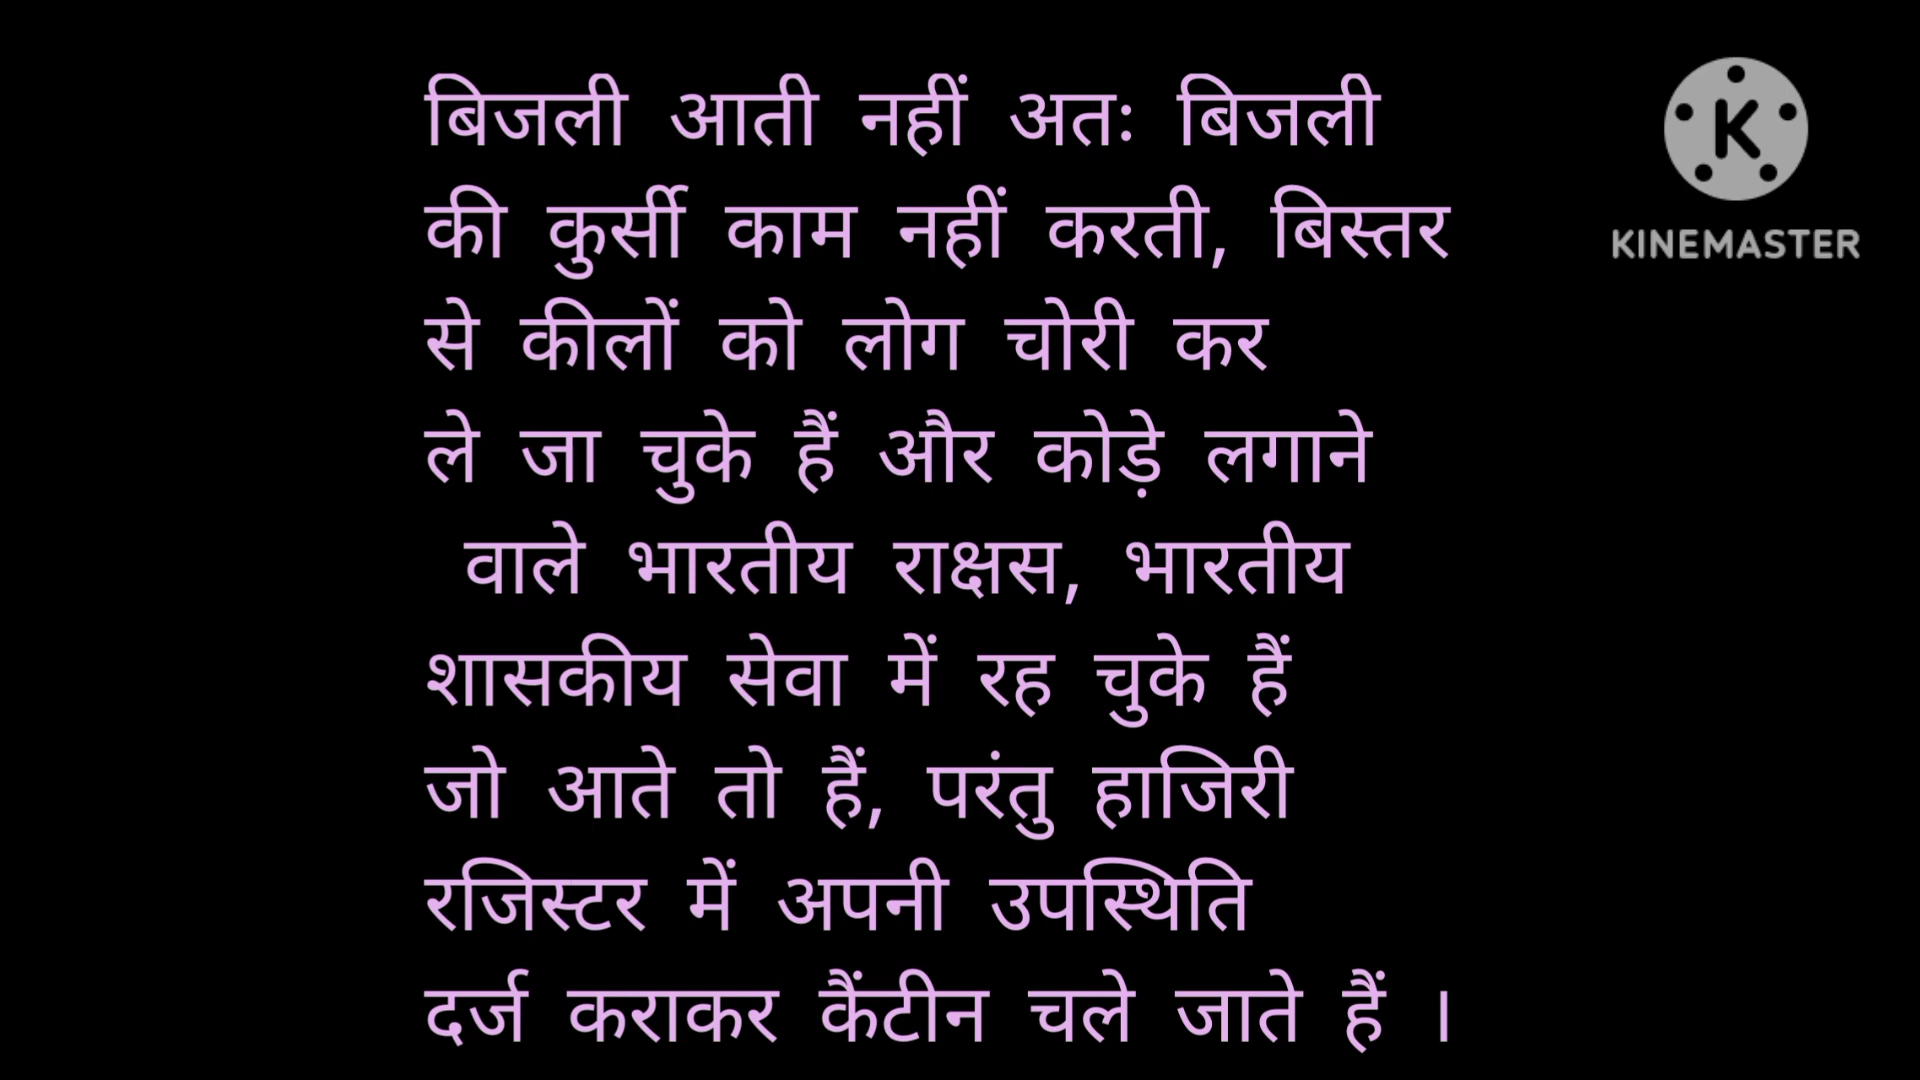 बिजली आती नहीं अतः बिजली
की कुर्सी काम नहीं करती, बिस्तर
से कीलों को लोग चोरी कर
ले जा चुके हैं और कोड़े लगाने
वाले भारतीय राक्षस, भारतीय
शासकीय सेवा में रह चुके हैं
जो आते तो हैं, परंतु हाजिरी
रजिस्टर में अपनी उपस्थिति
दर्ज कराकर कैंटीन चले जाते हैं ।
K
KINEMASTER